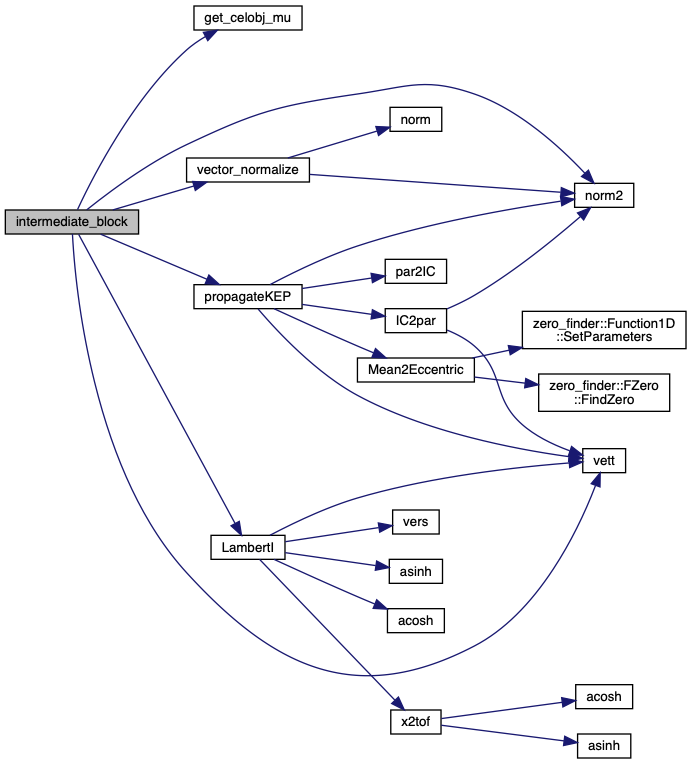 get_celobj_mu
norm
vector_normalize
norm2
intermediate_block
par2IC
propagateKEP
IC2par
zero_finder::Function1D
::SetParameters
Mean2Eccentric
zero_finder::FZero
::FindZero
vett
vers
LambertI
asinh
acosh
acosh
x2tof
asinh